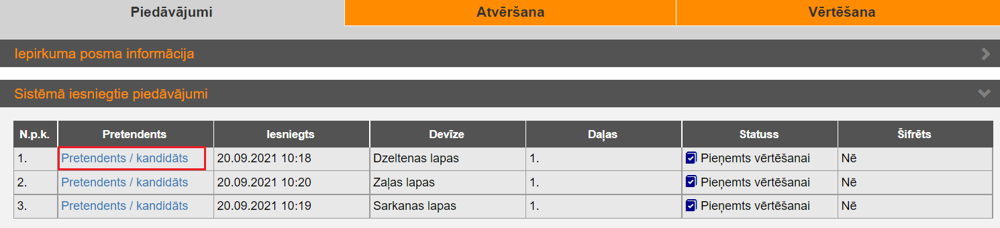 Piedāvājumi Atvēršana Vērtēšana
Iepirkuma posma informācija
Sistēmā iesniegtie piedāvājumi
N.p.k. Pretendents Iesniegts Devīze Daļas Statuss Šifrēts
1. Pretendents / kandidāts 20.09.2021 10:18 Dzeltenas lapas 1. Pieņemts vērtēšanai Nē
2. Pretendents / kandidāts 20.09.2021 10:20 Zaļas lapas 1. Pieņemts vērtēšanai Nē
3. Pretendents / kandidāts 20.09.2021 10:19 Sarkanas lapas 1. Pieņemts vērtēšanai Nē